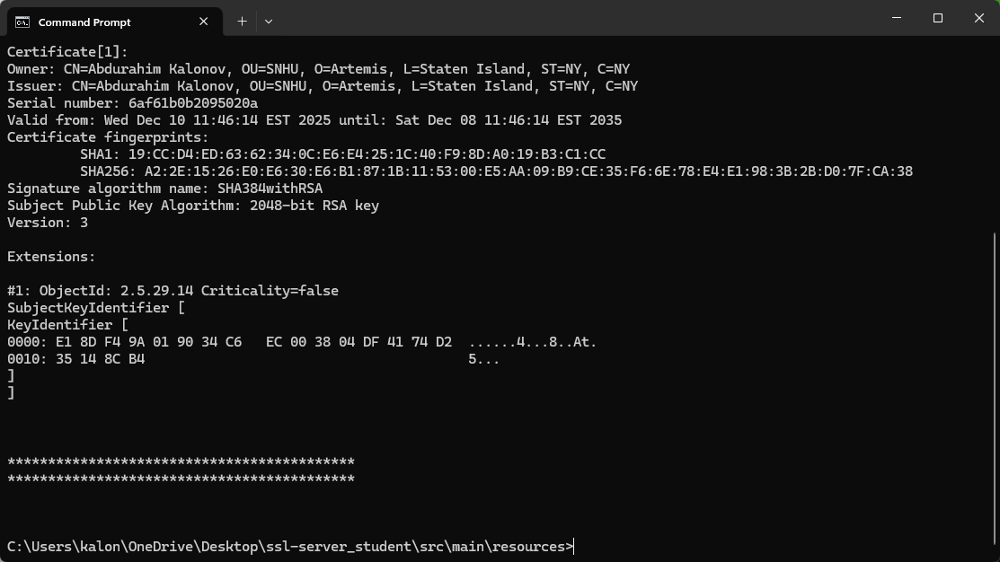 Command Prompt
Certificate[1]:
Owner: CN=Abdurahim Kalonov, OU=SNHU, O=Artemis, L=Staten Island, ST=NY, C=NY
Issuer: CN=Abdurahim Kalonov, OU=SNHU, O=Artemis, L=Staten Island, ST=NY, C=NY
Serial number: 6af61b0b2095020a
Valid from: Wed Dec 10 11:46:14 EST 2025 until: Sat Dec 08 11:46:14 EST 2035
Certificate fingerprints:
         SHA1: 19:CC:D4:ED:63:62:34:0C:E6:E4:25:1C:40:F9:8D:A0:19:B3:C1:CC
         SHA256: A2:2E:15:26:E0:E6:30:E6:B1:87:1B:11:53:00:E5:AA:09:B9:CE:35:F6:6E:78:E4:E1:98:3B:2B:D0:7F:CA:38
Signature algorithm name: SHA384withRSA
Subject Public Key Algorithm: 2048-bit RSA key
Version: 3
Extensions:
#1: ObjectId: 2.5.29.14 Criticality=false
SubjectKeyIdentifier [
KeyIdentifier [
0000: E1 8D F4 9A 01 90 34 C6   EC 00 38 04 DF 41 74 D2  ......4...8..At.
0010: 35 14 8C B4                                        5...
]
]
*******************************************
*******************************************
C:\Users\kalon\OneDrive\Desktop\ssl-server_student\src\main\resources>